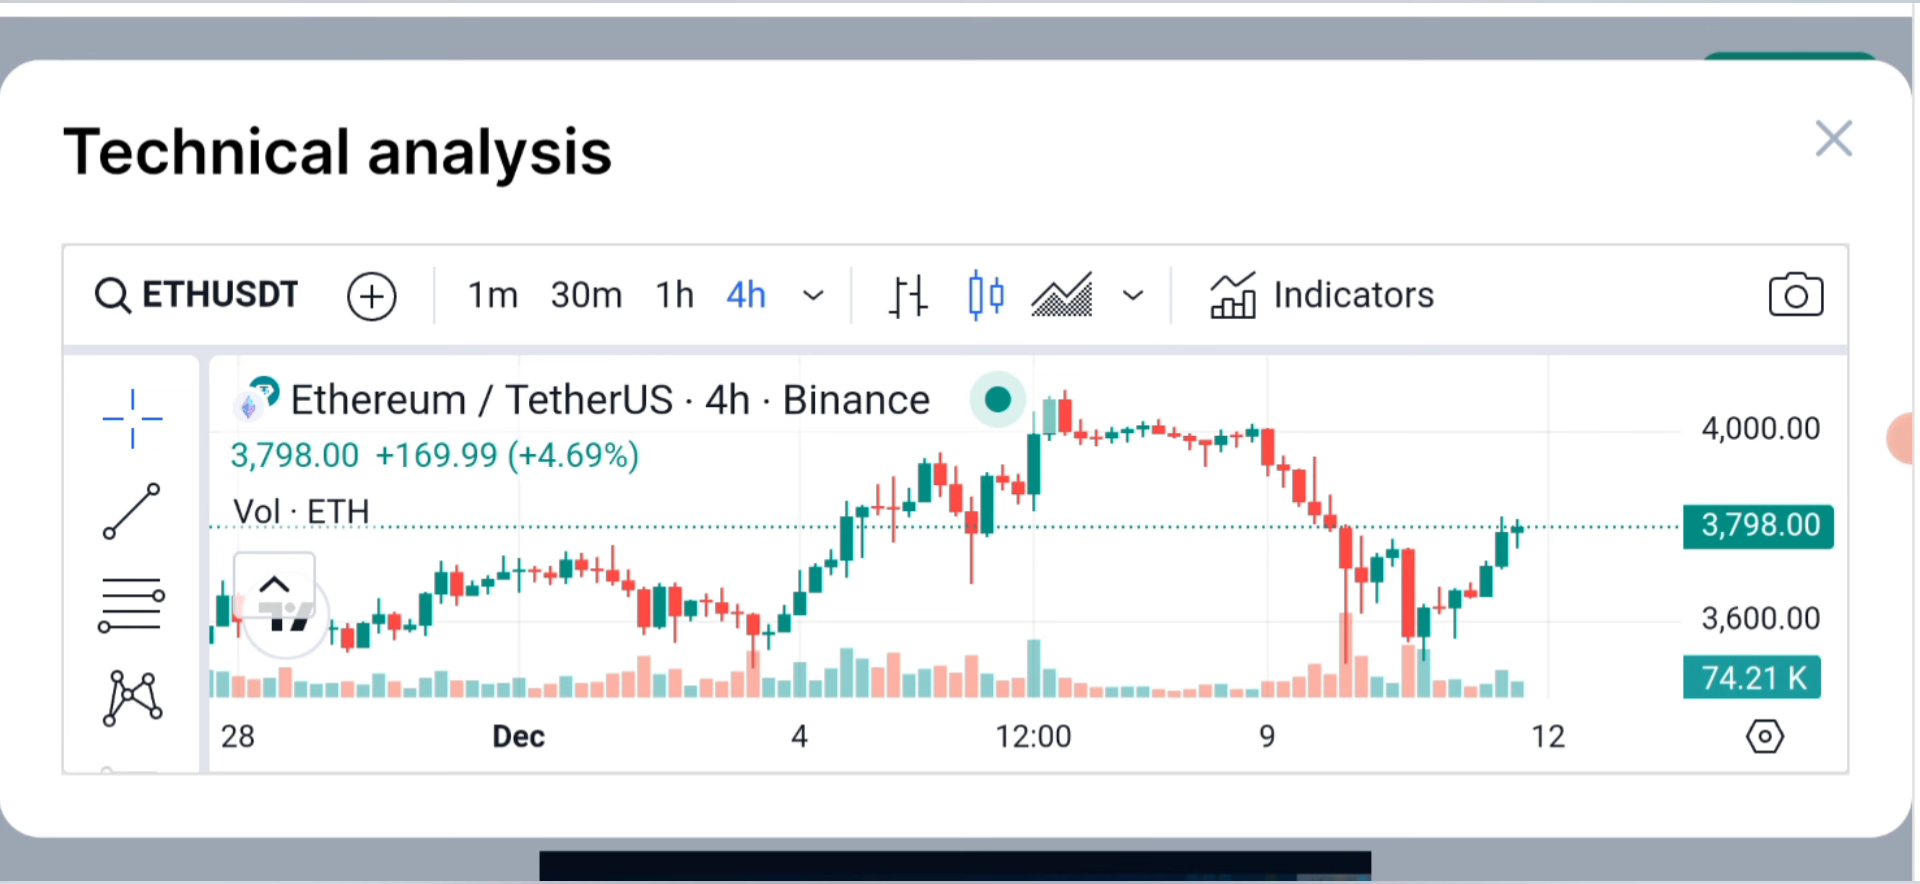 Technical analysis
ETHUSDT 1m 30m 1h 4h Indicators
Ethereum / TetherUS · 4h · Binance
3,798.00 +169.99 (+4.69%)
Vol · ETH
4,000.00
3,798.00
3,600.00
74.21 K
28 Dec 4 12:00 9 12